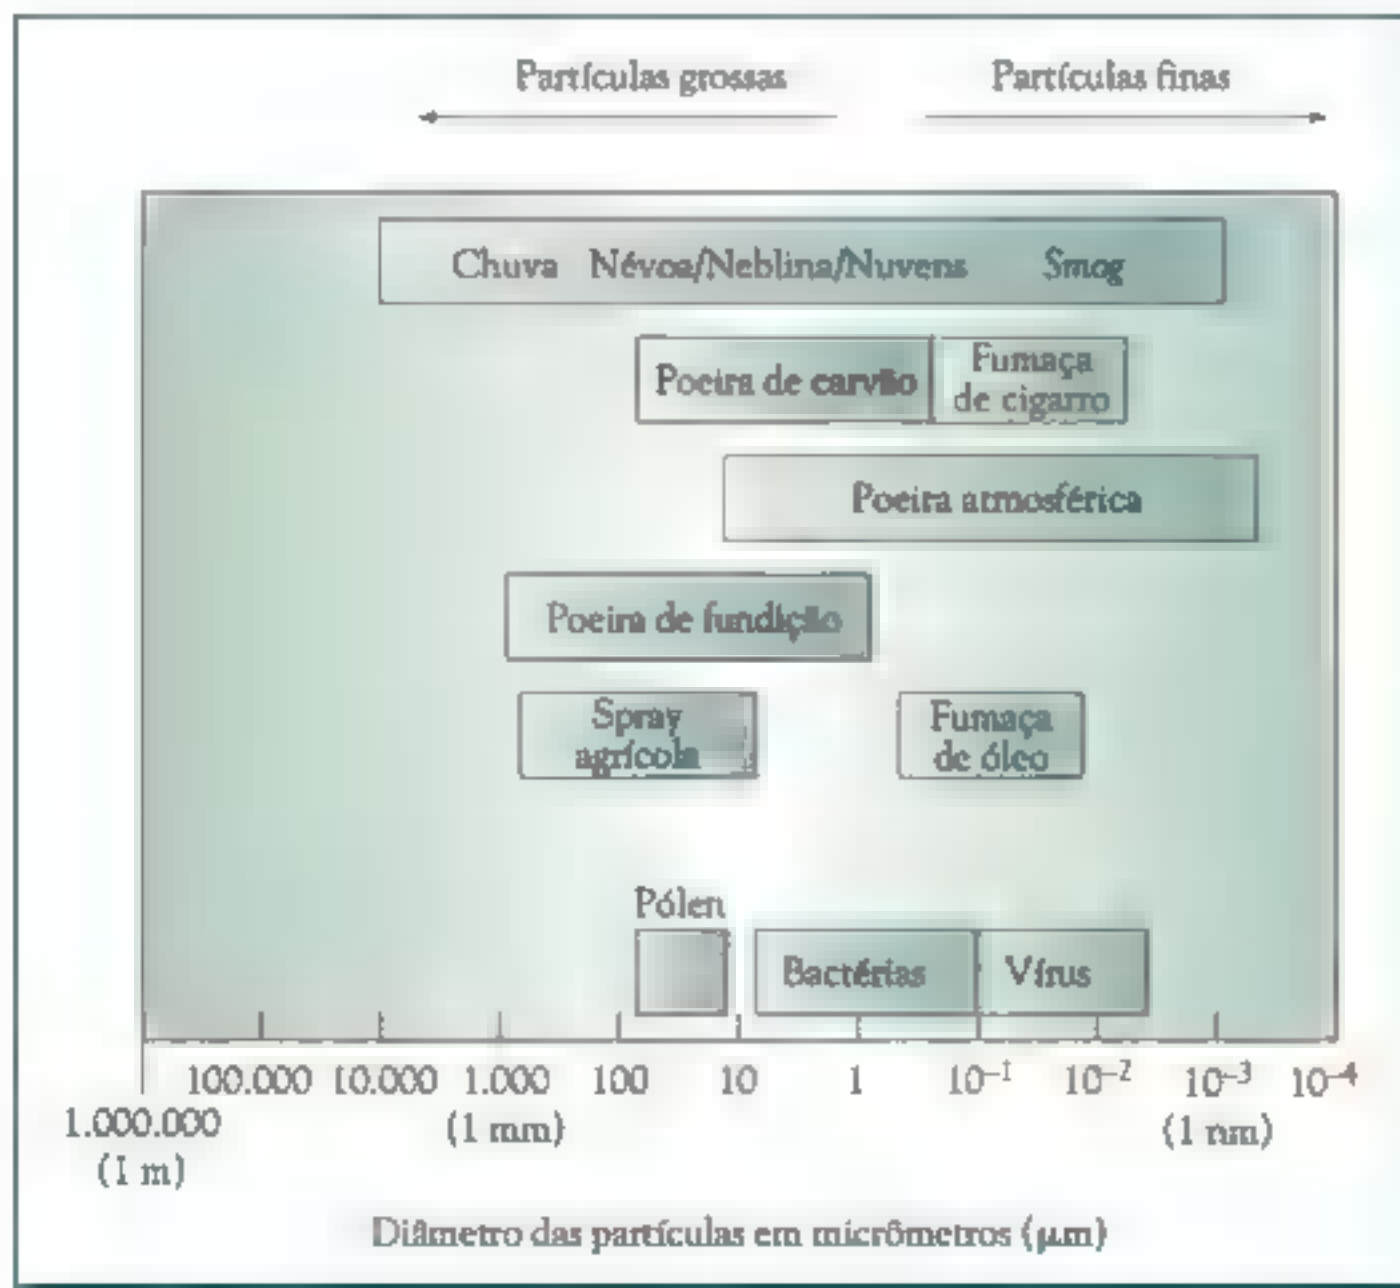 Partículas grossas Partículas finas
Chuva Névoa/Neblina/Nuvens Smog
Poeira de carvão
Fumaça
de cigarro
Poeira atmosférica
Poeira de fundição
Spray
agrícola
Fumaça
de óleo
Pólen
Bactérias Vírus
100.000 10.000 1.000 100 10 1 10⁻¹ 10⁻² 10⁻³ 10⁻⁴
1.000.000 (1 mm) (1 nm)
(1 m)
Diâmetro das partículas em micrômetros (μm)